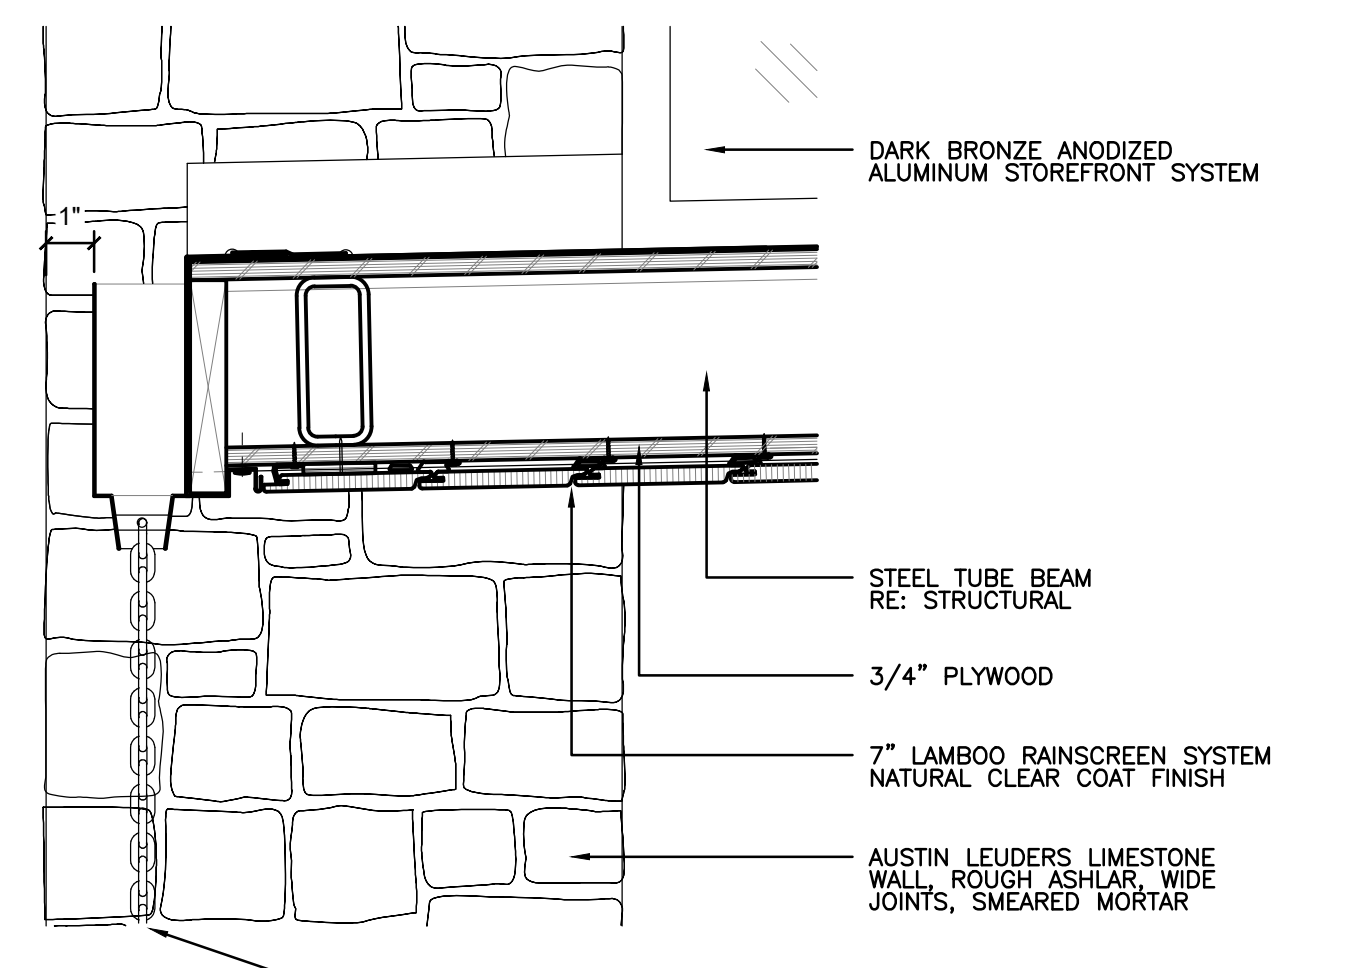 DARK BRONZE ANODIZED
ALUMINUM STOREFRONT SYSTEM
1"
STEEL TUBE BEAM
RE: STRUCTURAL
3/4" PLYWOOD
7" LAMBOO RAINSCREEN SYSTEM
NATURAL CLEAR COAT FINISH
AUSTIN LEUDERS LIMESTONE
WALL, ROUGH ASHLAR, WIDE
JOINTS, SMEARED MORTAR